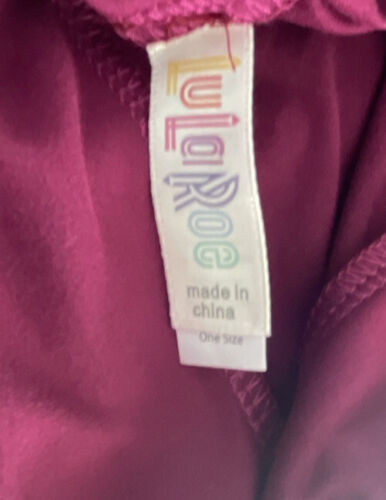 LuLaRoe
made in
china
One Size